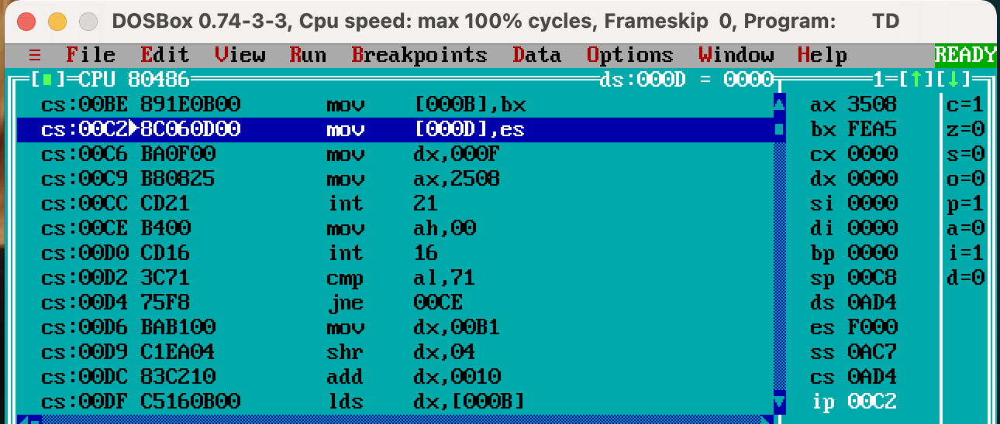 DOSBox 0.74-3-3, Cpu speed: max 100% cycles, Frameskip 0, Program: TD
≡ File Edit View Run Breakpoints Data Options Window Help READY
[■]=CPU 80486 ds:000D = 0000 1=[↑][↓]
cs:00BE 891E0B00 mov [000B],bx ax 3508 c=1
cs:00C2►8C060D00 mov [000D],es bx FEA5 z=0
cs:00C6 BA0F00 mov dx,000F cx 0000 s=0
cs:00C9 B80825 mov ax,2508 dx 0000 o=0
cs:00CC CD21 int 21 si 0000 p=1
cs:00CE B400 mov ah,00 di 0000 a=0
cs:00D0 CD16 int 16 bp 0000 i=1
cs:00D2 3C71 cmp al,71 sp 00C8 d=0
cs:00D4 75F8 jne 00CE ds 0AD4
cs:00D6 BAB100 mov dx,00B1 es F000
cs:00D9 C1EA04 shr dx,04 ss 0AC7
cs:00DC 83C210 add dx,0010 cs 0AD4
cs:00DF C5160B00 lds dx,[000B] ip 00C2